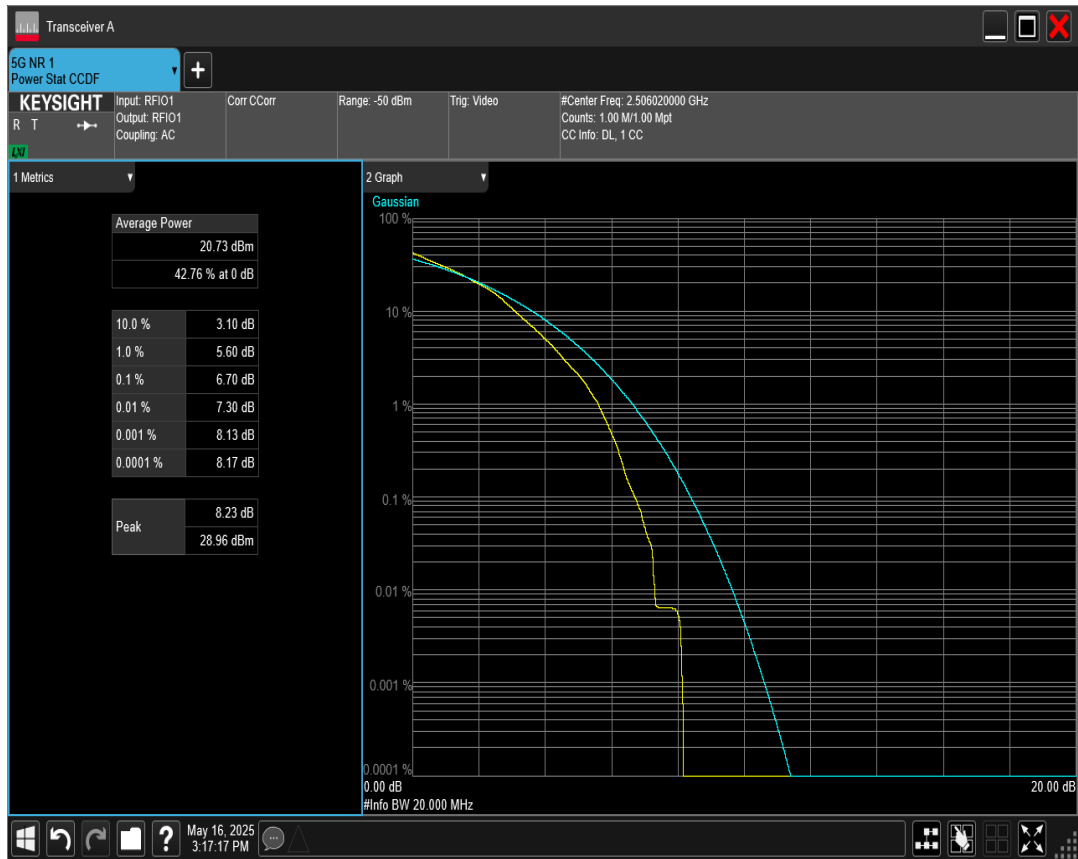 Transceiver A
5G NR 1
Power Stat CCDF
KEYSIGHT
R T
LXI
Input: RFIO1
Output: RFIO1
Coupling: AC
Corr CCorr
Range: -50 dBm
Trig: Video
#Center Freq: 2.506020000 GHz
Counts: 1.00 M/1.00 Mpt
CC Info: DL, 1 CC
1 Metrics
Average Power
20.73 dBm
42.76 % at 0 dB
10.0 % 3.10 dB
1.0 % 5.60 dB
0.1 % 6.70 dB
0.01 % 7.30 dB
0.001 % 8.13 dB
0.0001 % 8.17 dB
Peak
8.23 dB
28.96 dBm
2 Graph
Gaussian
100 %
10 %
1 %
0.1 %
0.01 %
0.001 %
0.0001 %
0.00 dB 20.00 dB
#Info BW 20.000 MHz
?
May 16, 2025
3:17:17 PM